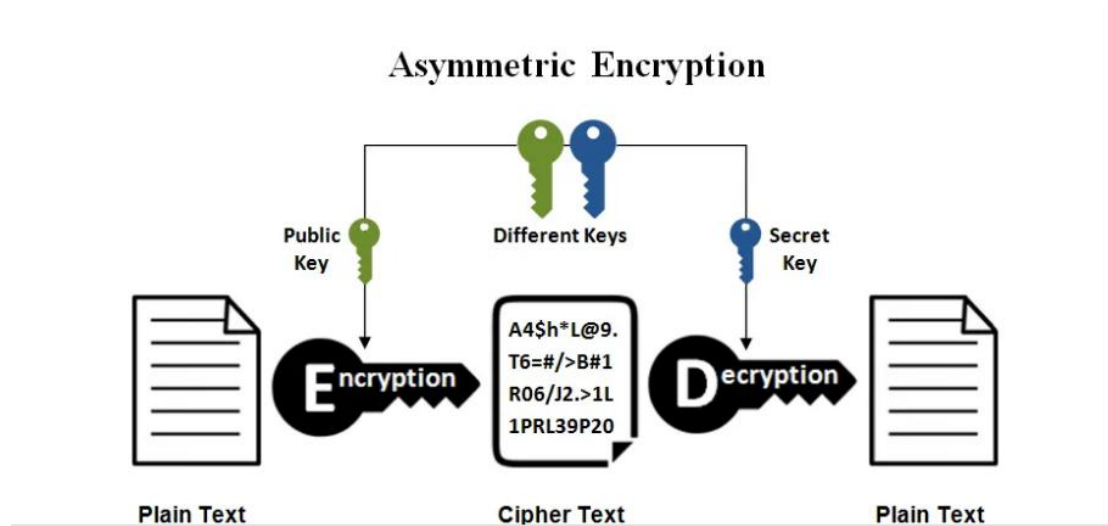 Asymmetric Encryption
Public
Key
Different Keys
Secret
Key
Encryption
A4$h*L@9.
T6=#/>B#1
R06/J2.>1L
1PRL39P20
Decryption
Plain Text
Cipher Text
Plain Text